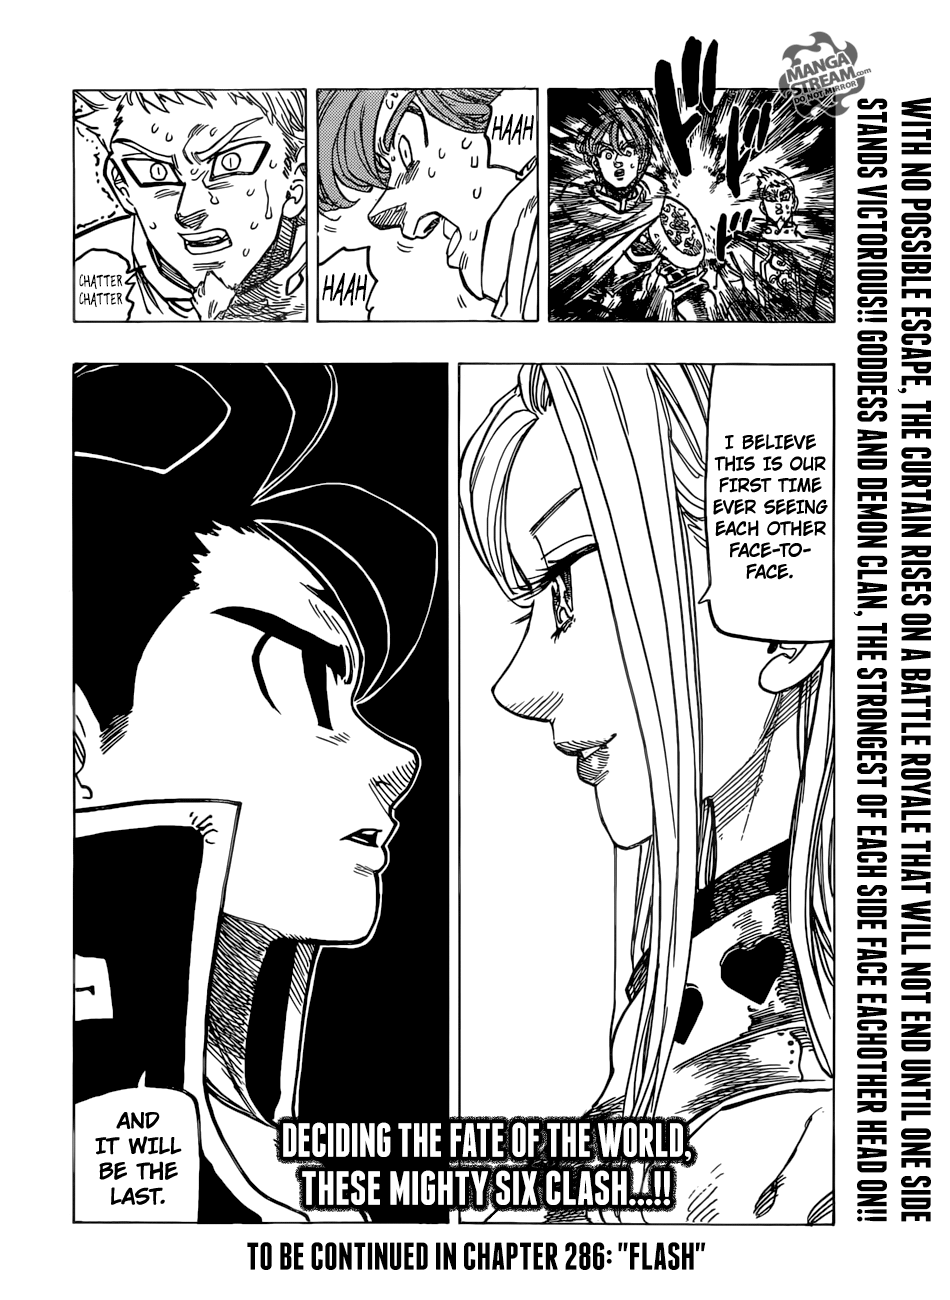 MANGA
STREAM.com
DO NOT MIRROR
HAAH
HAAH
CHATTER
CHATTER
I BELIEVE
THIS IS OUR
FIRST TIME
EVER SEEING
EACH OTHER
FACE-TO-
FACE.
AND
IT WILL
BE THE
LAST.
DECIDING THE FATE OF THE WORLD,
THESE MIGHTY SIX CLASH...!!
TO BE CONTINUED IN CHAPTER 286: "FLASH"
WITH NO POSSIBLE ESCAPE, THE CURTAIN RISES ON A BATTLE ROYALE THAT WILL NOT END UNTIL ONE SIDE
STANDS VICTORIOUS!! GODDESS AND DEMON CLAN, THE STRONGEST OF EACH SIDE FACE EACHOTHER HEAD ON!!